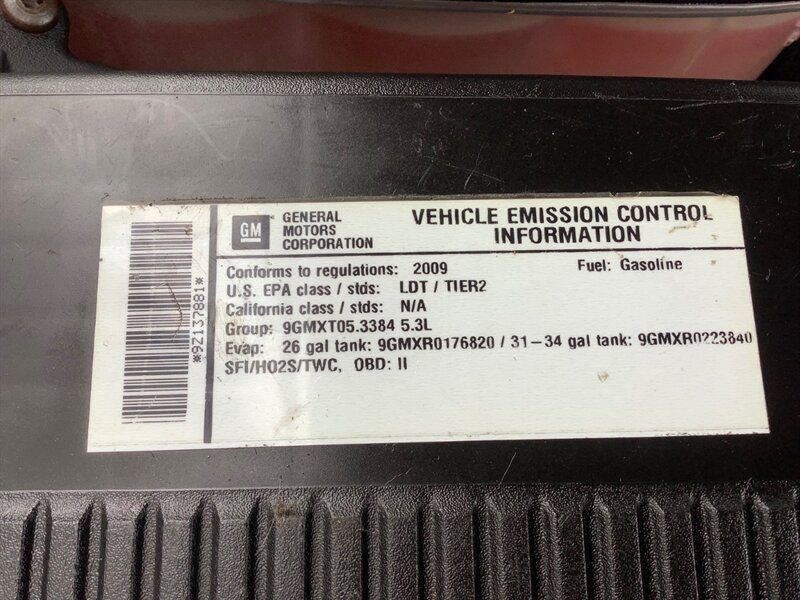 *9Z137881*
GM
GENERAL
MOTORS
CORPORATION
VEHICLE EMISSION CONTROL
INFORMATION
Conforms to regulations: 2009 Fuel: Gasoline
U.S. EPA class / stds: LDT / TIER2
California class / stds: N/A
Group: 9GMXT05.3384 5.3L
Evap: 26 gal tank: 9GMXR0176820 / 31-34 gal tank: 9GMXR0223840
SFI/HO2S/TWC, OBD: II